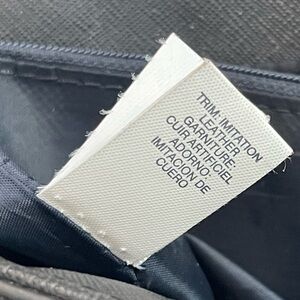 TRIM: IMITATION
LEATHER
GARNITURE:
CUIR ARTIFICIEL
ADORNO-
IMITACION DE
CUERO